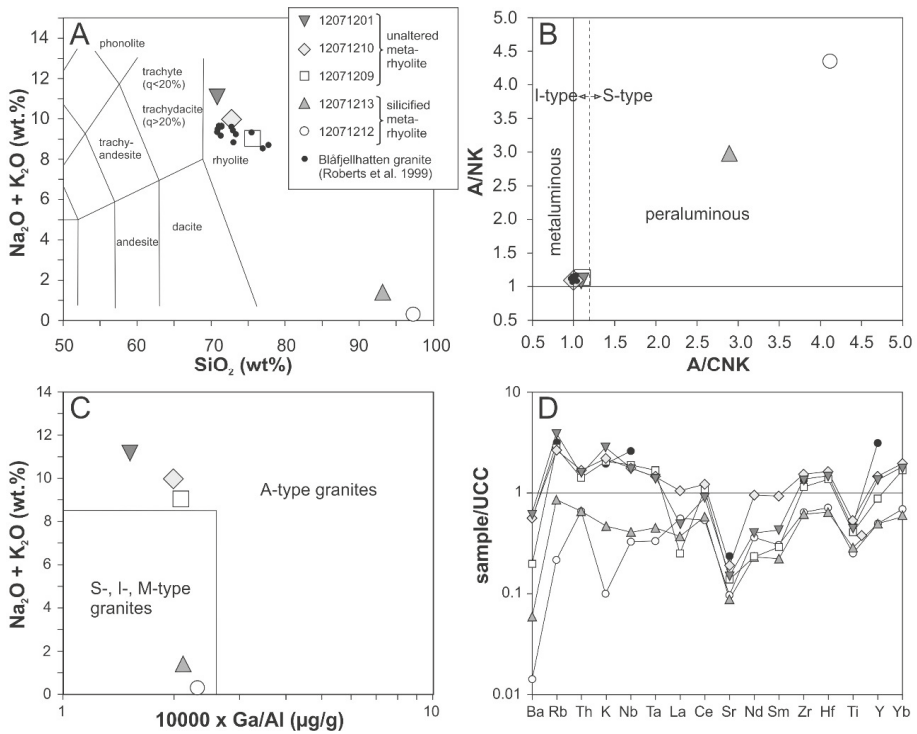 A
14
12
10
8
6
4
2
0
Na₂O + K₂O (wt.%)
50
60
70
80
90
100
SiO₂ (wt%)
phonolite
trachyte
(q<20%)
trachydacite
(q>20%)
trachy-
andesite
rhyolite
andesite
dacite
12071201
12071210
12071209
unaltered
meta-
rhyolite
12071213
12071212
silicified
meta-
rhyolite
Blåfjellhatten granite
(Roberts et al. 1999)
B
5.0
4.5
4.0
3.5
3.0
2.5
2.0
1.5
1
0.5
A/NK
I-type
S-type
metaluminous
peraluminous
0.5
1.0
1.5
2.0
2.5
3.0
3.5
4.0
4.5
5.0
A/CNK
C
14
12
10
8
6
4
2
0
Na₂O + K₂O (wt.%)
A-type granites
S-, I-, M-type
granites
1
10
10000 x Ga/Al (µg/g)
D
10
1
0.1
0.01
sample/UCC
Ba Rb Th K Nb Ta La Ce Sr Nd Sm Zr Hf Ti Y Yb